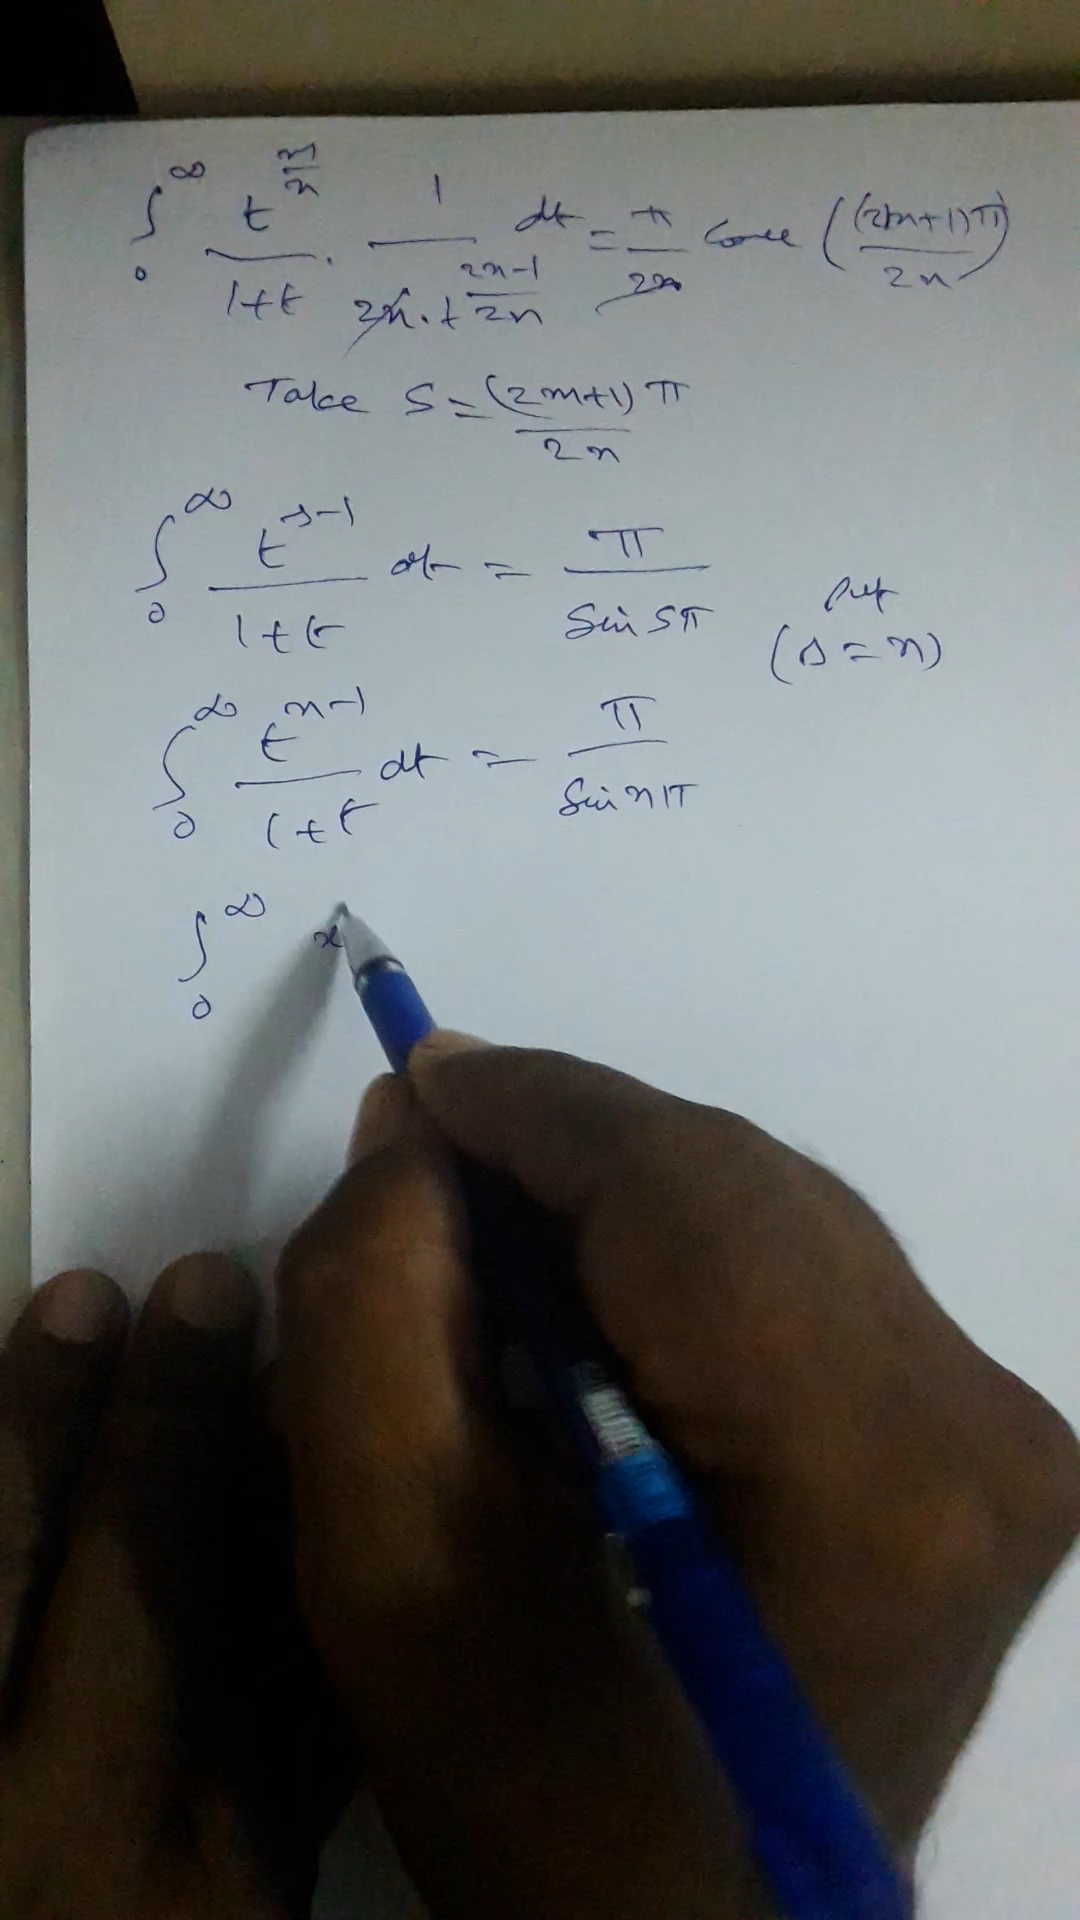 ∫₀^∞ t^(m/n)/(1+t) · 1/(2n·t^((2n-1)/2n)) dt = π/2n Cosec ((2m+1)π/2n)
Take S = (2m+1)π/2n
∫₀^∞ t^(s-1)/(1+t) dt = π/Sin sπ
Put
(s = n)
∫₀^∞ t^(n-1)/(1+t) dt = π/Sin nπ
∫₀^∞ x